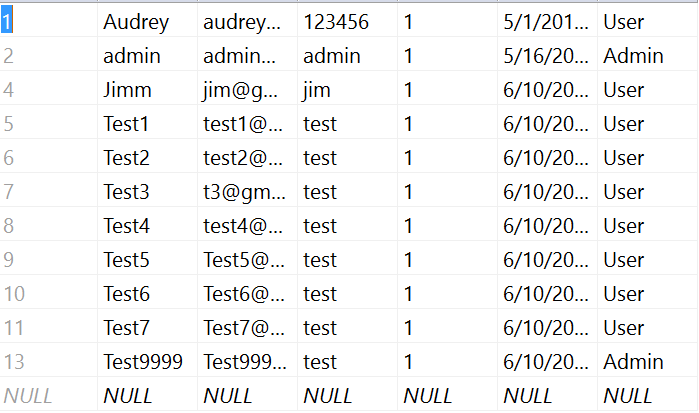 1 Audrey audrey... 123456 1 5/1/201... User
2 admin admin... admin 1 5/16/20... Admin
4 Jimm jim@g... jim 1 6/10/20... User
5 Test1 test1@... test 1 6/10/20... User
6 Test2 test2@... test 1 6/10/20... User
7 Test3 t3@gm... test 1 6/10/20... User
8 Test4 test4@... test 1 6/10/20... User
9 Test5 Test5@... test 1 6/10/20... User
10 Test6 Test6@... test 1 6/10/20... User
11 Test7 Test7@... test 1 6/10/20... User
13 Test9999 Test999... test 1 6/10/20... Admin
NULL NULL NULL NULL NULL NULL NULL